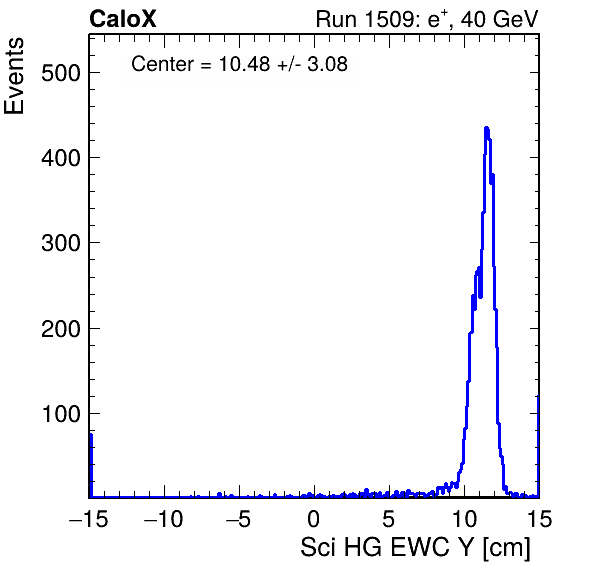 CaloX
Run 1509: e+, 40 GeV
Center = 10.48 +/- 3.08
Events
500
400
300
200
100
−15 −10 −5 0 5 10 15
Sci HG EWC Y [cm]